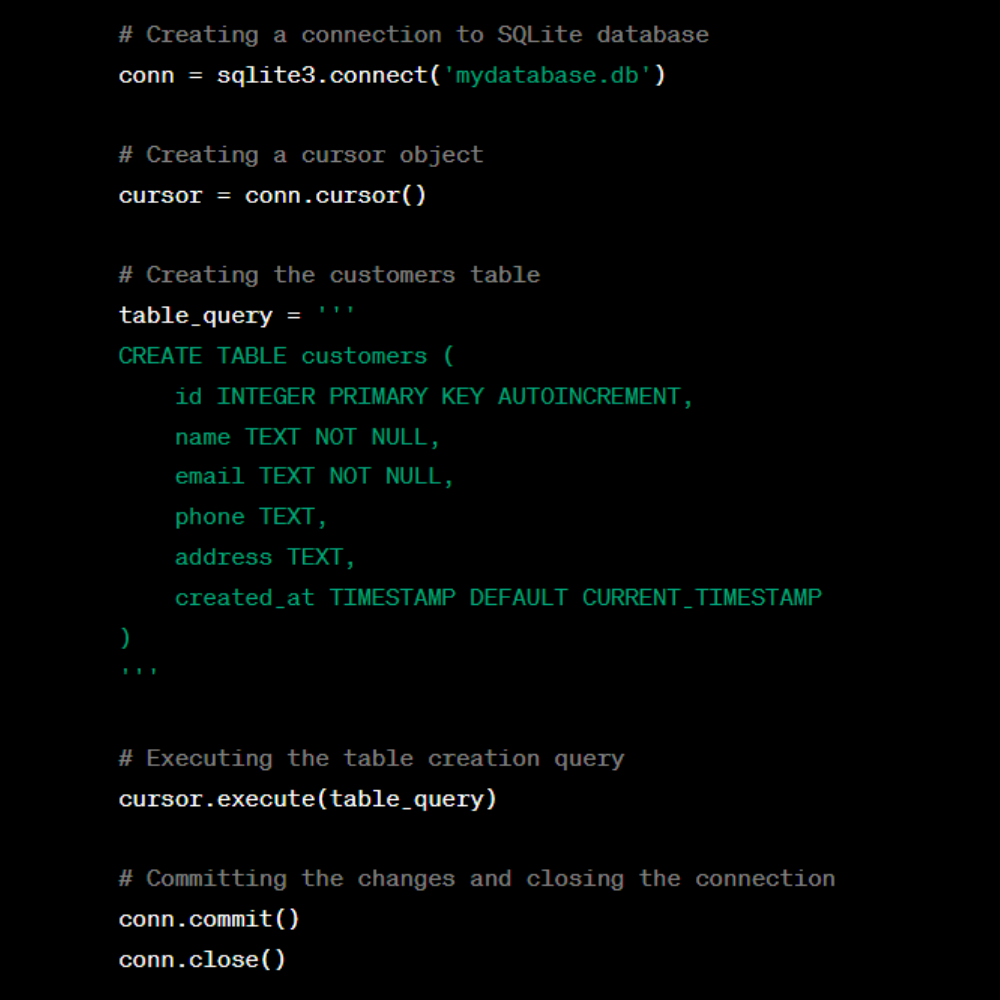 # Creating a connection to SQLite database
conn = sqlite3.connect('mydatabase.db')
# Creating a cursor object
cursor = conn.cursor()
# Creating the customers table
table_query = '''
CREATE TABLE customers (
    id INTEGER PRIMARY KEY AUTOINCREMENT,
    name TEXT NOT NULL,
    email TEXT NOT NULL,
    phone TEXT,
    address TEXT,
    created_at TIMESTAMP DEFAULT CURRENT_TIMESTAMP
)
'''
# Executing the table creation query
cursor.execute(table_query)
# Committing the changes and closing the connection
conn.commit()
conn.close()